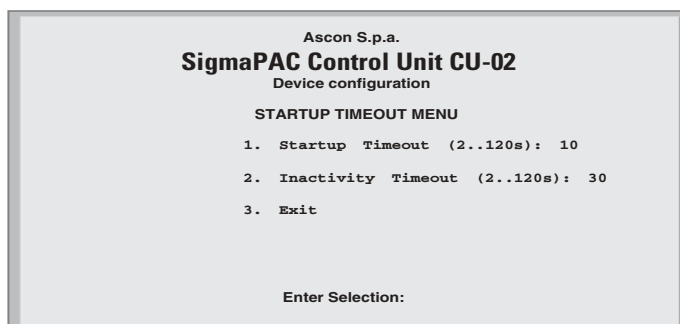 Ascon S.p.a.
SigmaPAC Control Unit CU-02
Device configuration
STARTUP TIMEOUT MENU
1. Startup Timeout (2..120s): 10
2. Inactivity Timeout (2..120s): 30
3. Exit
Enter Selection: